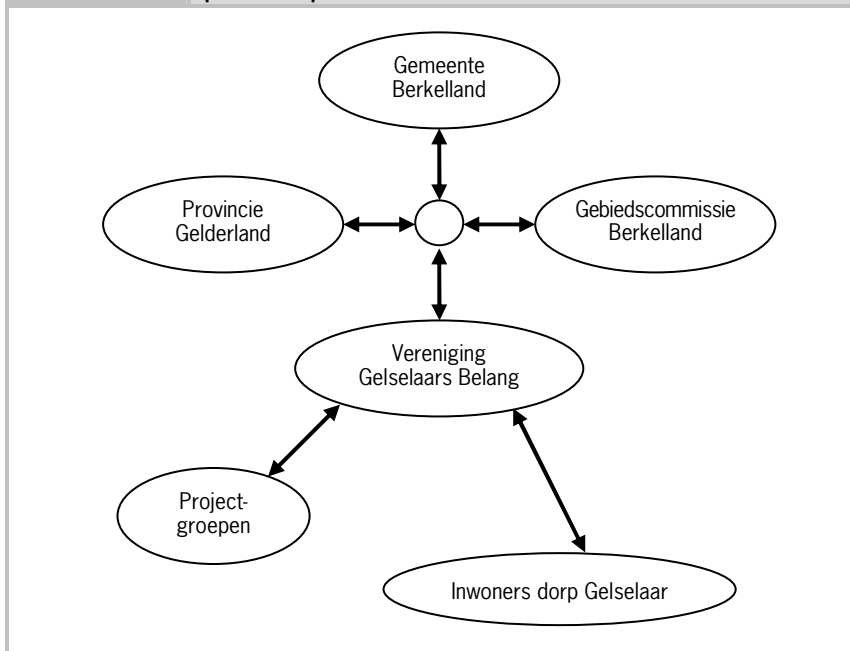 Gemeente
Berkelland
Provincie
Gelderland
Gebiedscommissie
Berkelland
Vereniging
Gelselaars Belang
Project-
groepen
Inwoners dorp Gelselaar